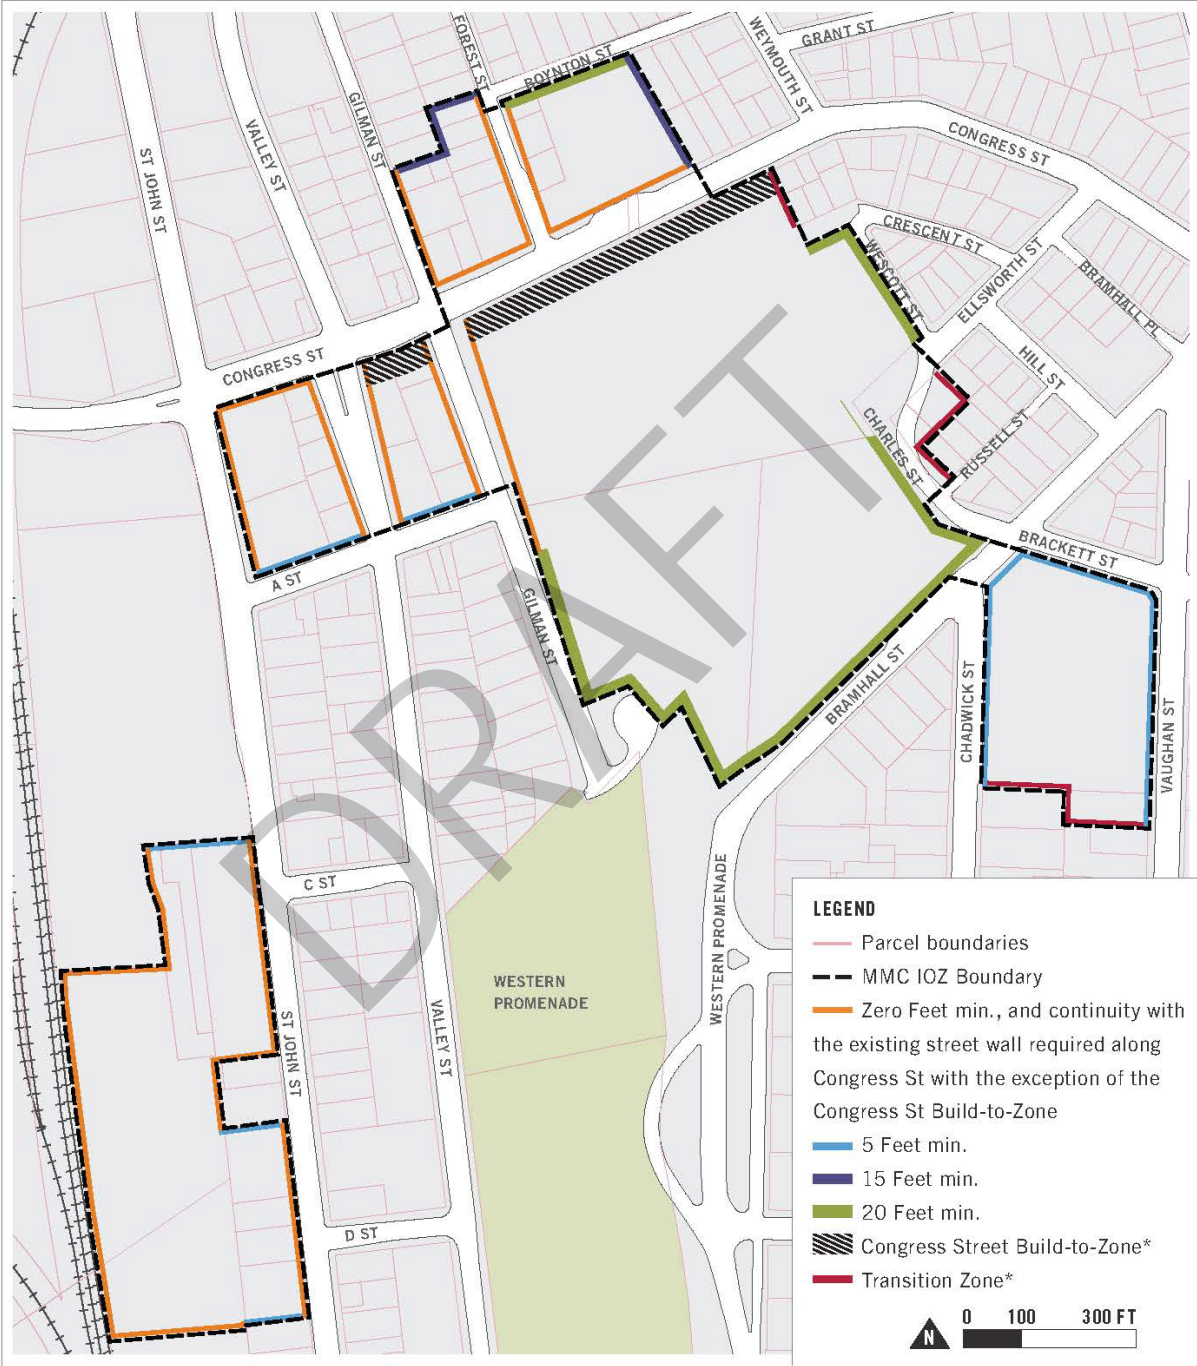 FOREST ST
BOYNTON ST
WEYMOUTH ST
GRANT ST
GILMAN ST
VALLEY ST
ST JOHN ST
CONGRESS ST
CRESCENT ST
WESCOTT ST
ELLSWORTH ST
BRAMHALL PL
HILL ST
CONGRESS ST
CHARLES ST
RUSSELL ST
BRACKETT ST
A ST
GILMAN ST
BRAMHALL ST
CHADWICK ST
VAUGHAN ST
DRAFT
C ST
WESTERN PROMENADE
WESTERN
PROMENADE
ST JOHN ST
VALLEY ST
D ST
LEGEND
Parcel boundaries
MMC IOZ Boundary
Zero Feet min., and continuity with
the existing street wall required along
Congress St with the exception of the
Congress St Build-to-Zone
5 Feet min.
15 Feet min.
20 Feet min.
Congress Street Build-to-Zone*
Transition Zone*
N
0 100 300 FT